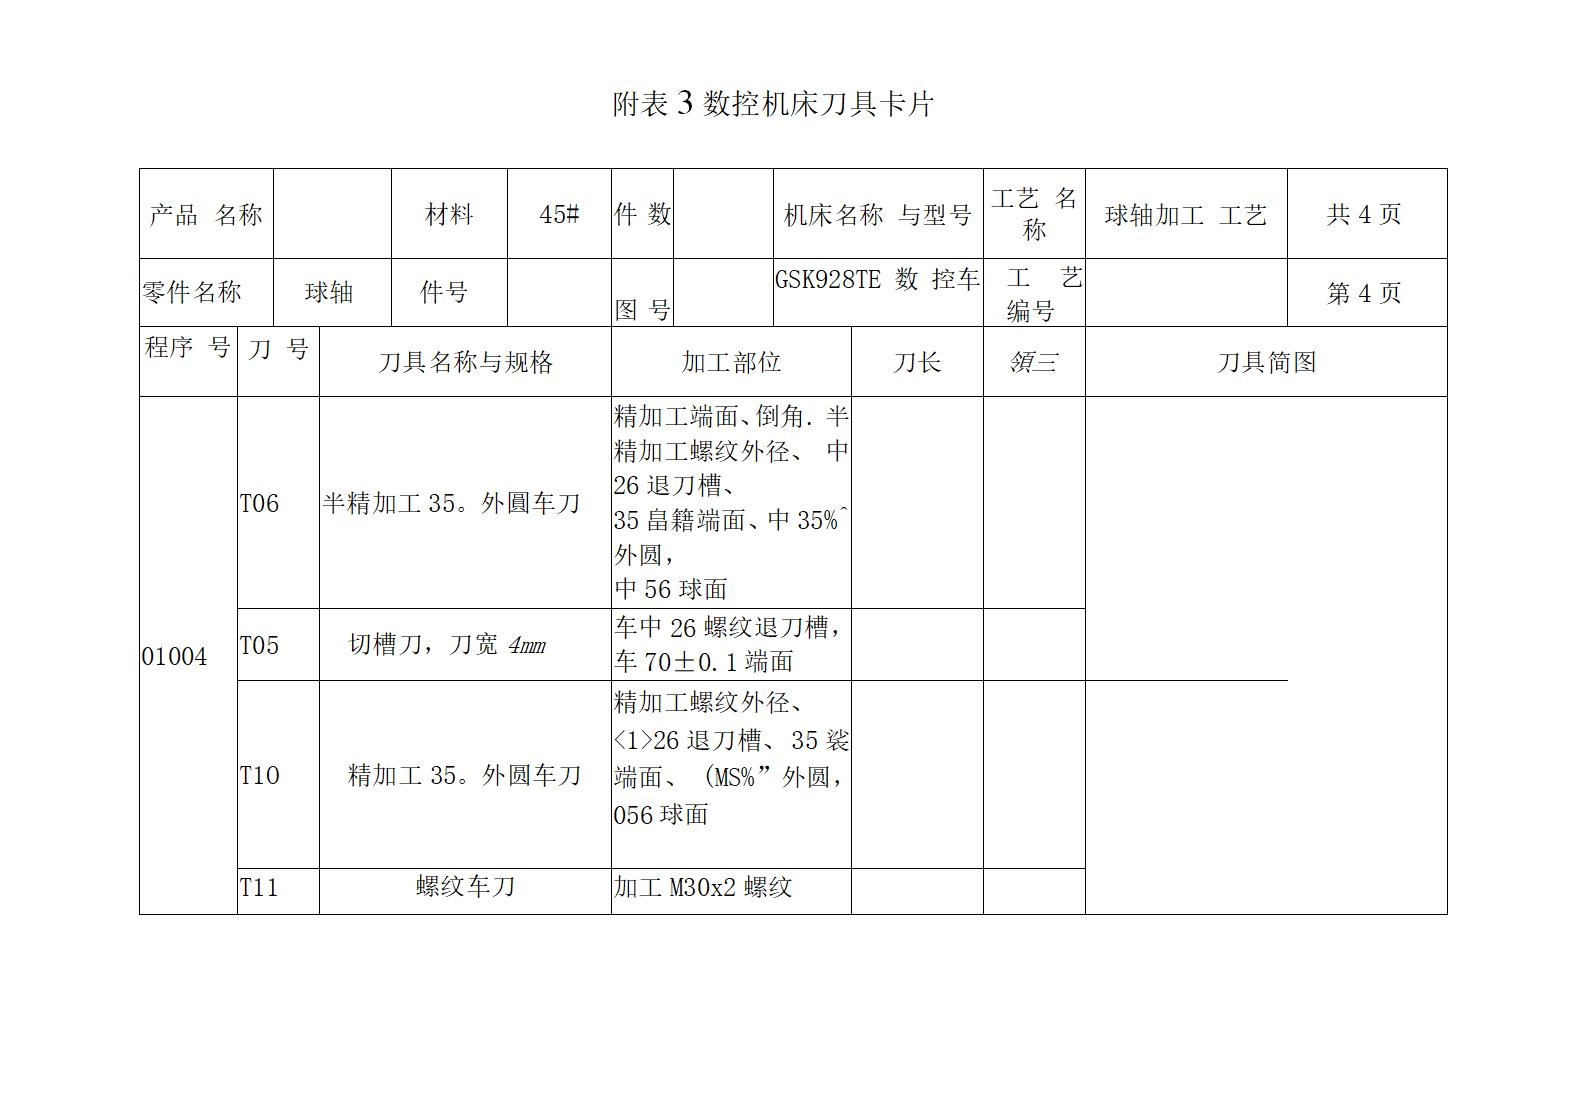 附表 3 数控机床刀具卡片
产品 名称
材料
45#
件 数
机床名称 与型号
工艺 名
称
球轴加工 工艺
共 4 页
零件名称
球轴
件号
图 号
GSK928TE 数 控车
工 艺
编号
第 4 页
程序 号
刀 号
刀具名称与规格
加工部位
刀长
領三
刀具简图
01004
T06
半精加工 35。外圓车刀
精加工端面、倒角. 半
精加工螺纹外径、 中
26 退刀槽、
35 畠籍端面、中 35%^
外圆，
中 56 球面
T05
切槽刀，刀宽 4mm
车中 26 螺纹退刀槽，
车 70±0.1 端面
T10
精加工 35。外圆车刀
精加工螺纹外径、
<1>26 退刀槽、35 裟
端面、（MS%”外圆，
056 球面
T11
螺纹车刀
加工 M30x2 螺纹